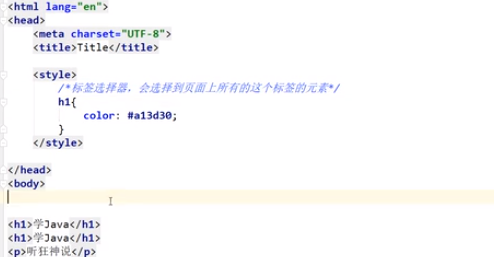 <html lang="en">
<head>
<meta charset="UTF-8">
<title>Title</title>
<style>
/*标签选择器，会选择到页面上所有的这个标签的元素*/
h1{
color: #a13d30;
}
</style>
</head>
<body>
<h1>学Java</h1>
<h1>学Java</h1>
<p>听狂神说</p>